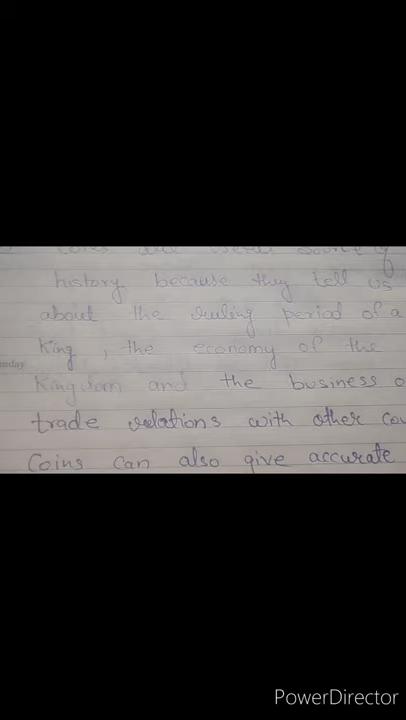 history because they tell us
about the ruling period of a
King, the economy of the
Kingdom and the business o
trade relations with other cou
Coins can also give accurate
PowerDirector